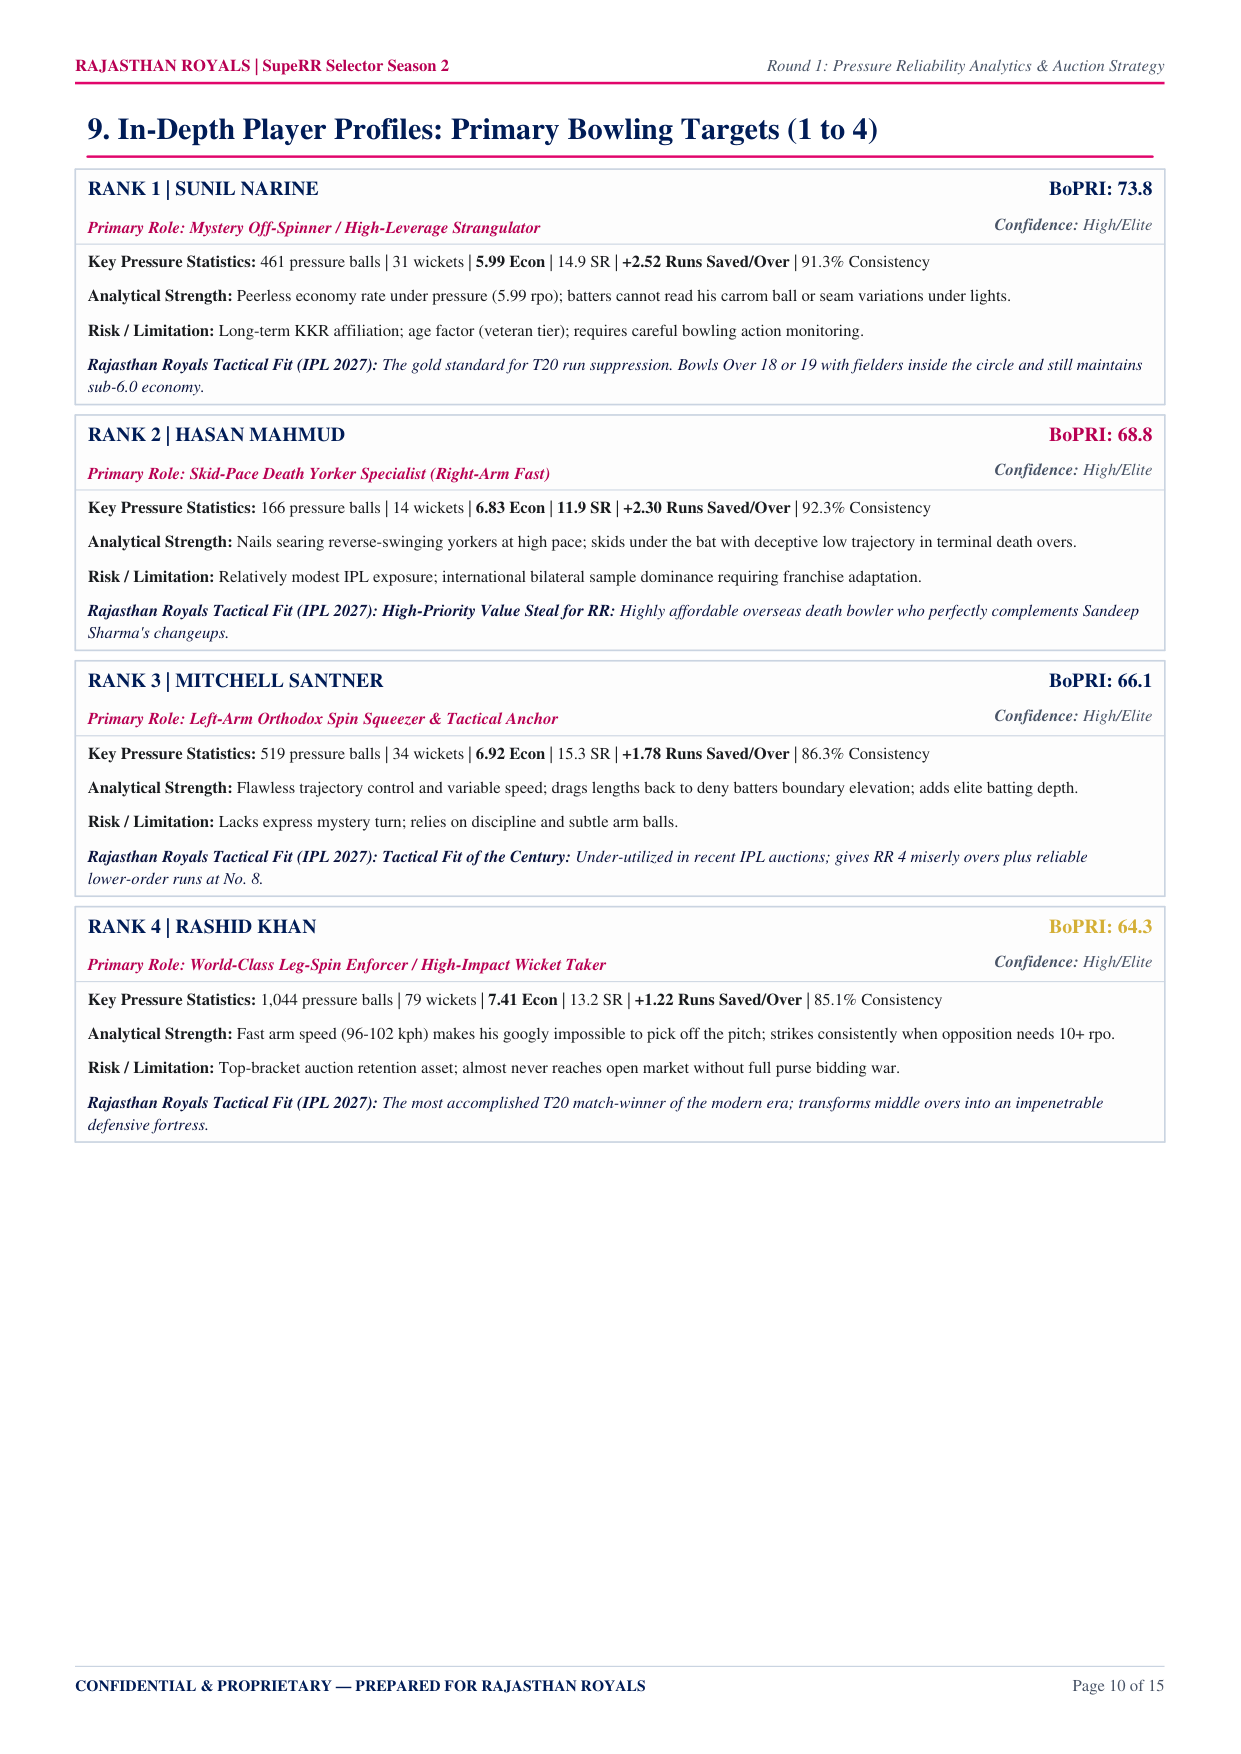 RAJASTHAN ROYALS | SupeRR Selector Season 2
Round 1: Pressure Reliability Analytics & Auction Strategy
9. In-Depth Player Profiles: Primary Bowling Targets (1 to 4)
RANK 1 | SUNIL NARINE
BoPRI: 73.8
Primary Role: Mystery Off-Spinner / High-Leverage Strangulator
Confidence: High/Elite
Key Pressure Statistics: 461 pressure balls | 31 wickets | 5.99 Econ | 14.9 SR | +2.52 Runs Saved/Over | 91.3% Consistency
Analytical Strength: Peerless economy rate under pressure (5.99 rpo); batters cannot read his carrom ball or seam variations under lights.
Risk / Limitation: Long-term KKR affiliation; age factor (veteran tier); requires careful bowling action monitoring.
Rajasthan Royals Tactical Fit (IPL 2027): The gold standard for T20 run suppression. Bowls Over 18 or 19 with fielders inside the circle and still maintains
sub-6.0 economy.
RANK 2 | HASAN MAHMUD
BoPRI: 68.8
Primary Role: Skid-Pace Death Yorker Specialist (Right-Arm Fast)
Confidence: High/Elite
Key Pressure Statistics: 166 pressure balls | 14 wickets | 6.83 Econ | 11.9 SR | +2.30 Runs Saved/Over | 92.3% Consistency
Analytical Strength: Nails searing reverse-swinging yorkers at high pace; skids under the bat with deceptive low trajectory in terminal death overs.
Risk / Limitation: Relatively modest IPL exposure; international bilateral sample dominance requiring franchise adaptation.
Rajasthan Royals Tactical Fit (IPL 2027): High-Priority Value Steal for RR: Highly affordable overseas death bowler who perfectly complements Sandeep
Sharma's changeups.
RANK 3 | MITCHELL SANTNER
BoPRI: 66.1
Primary Role: Left-Arm Orthodox Spin Squeezer & Tactical Anchor
Confidence: High/Elite
Key Pressure Statistics: 519 pressure balls | 34 wickets | 6.92 Econ | 15.3 SR | +1.78 Runs Saved/Over | 86.3% Consistency
Analytical Strength: Flawless trajectory control and variable speed; drags lengths back to deny batters boundary elevation; adds elite batting depth.
Risk / Limitation: Lacks express mystery turn; relies on discipline and subtle arm balls.
Rajasthan Royals Tactical Fit (IPL 2027): Tactical Fit of the Century: Under-utilized in recent IPL auctions; gives RR 4 miserly overs plus reliable
lower-order runs at No. 8.
RANK 4 | RASHID KHAN
BoPRI: 64.3
Primary Role: World-Class Leg-Spin Enforcer / High-Impact Wicket Taker
Confidence: High/Elite
Key Pressure Statistics: 1,044 pressure balls | 79 wickets | 7.41 Econ | 13.2 SR | +1.22 Runs Saved/Over | 85.1% Consistency
Analytical Strength: Fast arm speed (96-102 kph) makes his googly impossible to pick off the pitch; strikes consistently when opposition needs 10+ rpo.
Risk / Limitation: Top-bracket auction retention asset; almost never reaches open market without full purse bidding war.
Rajasthan Royals Tactical Fit (IPL 2027): The most accomplished T20 match-winner of the modern era; transforms middle overs into an impenetrable
defensive fortress.
CONFIDENTIAL & PROPRIETARY — PREPARED FOR RAJASTHAN ROYALS
Page 10 of 15